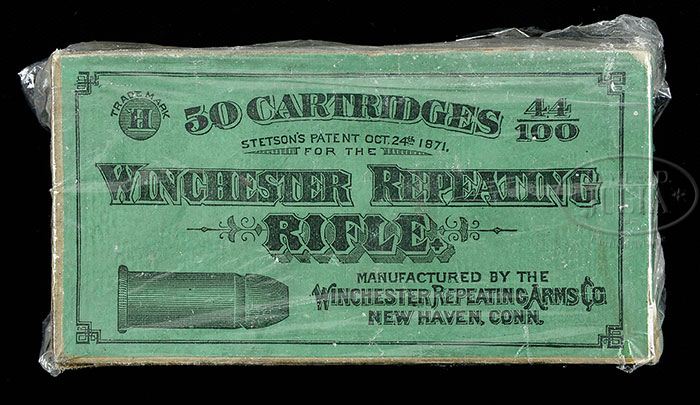 TRADE MARK
H
50 CARTRIDGES 44/100
STETSON'S PATENT OCT. 24th 1871.
FOR THE
WINCHESTER REPEATING
RIFLE.
MANUFACTURED BY THE
WINCHESTER REPEATING ARMS CO.
NEW HAVEN, CONN.